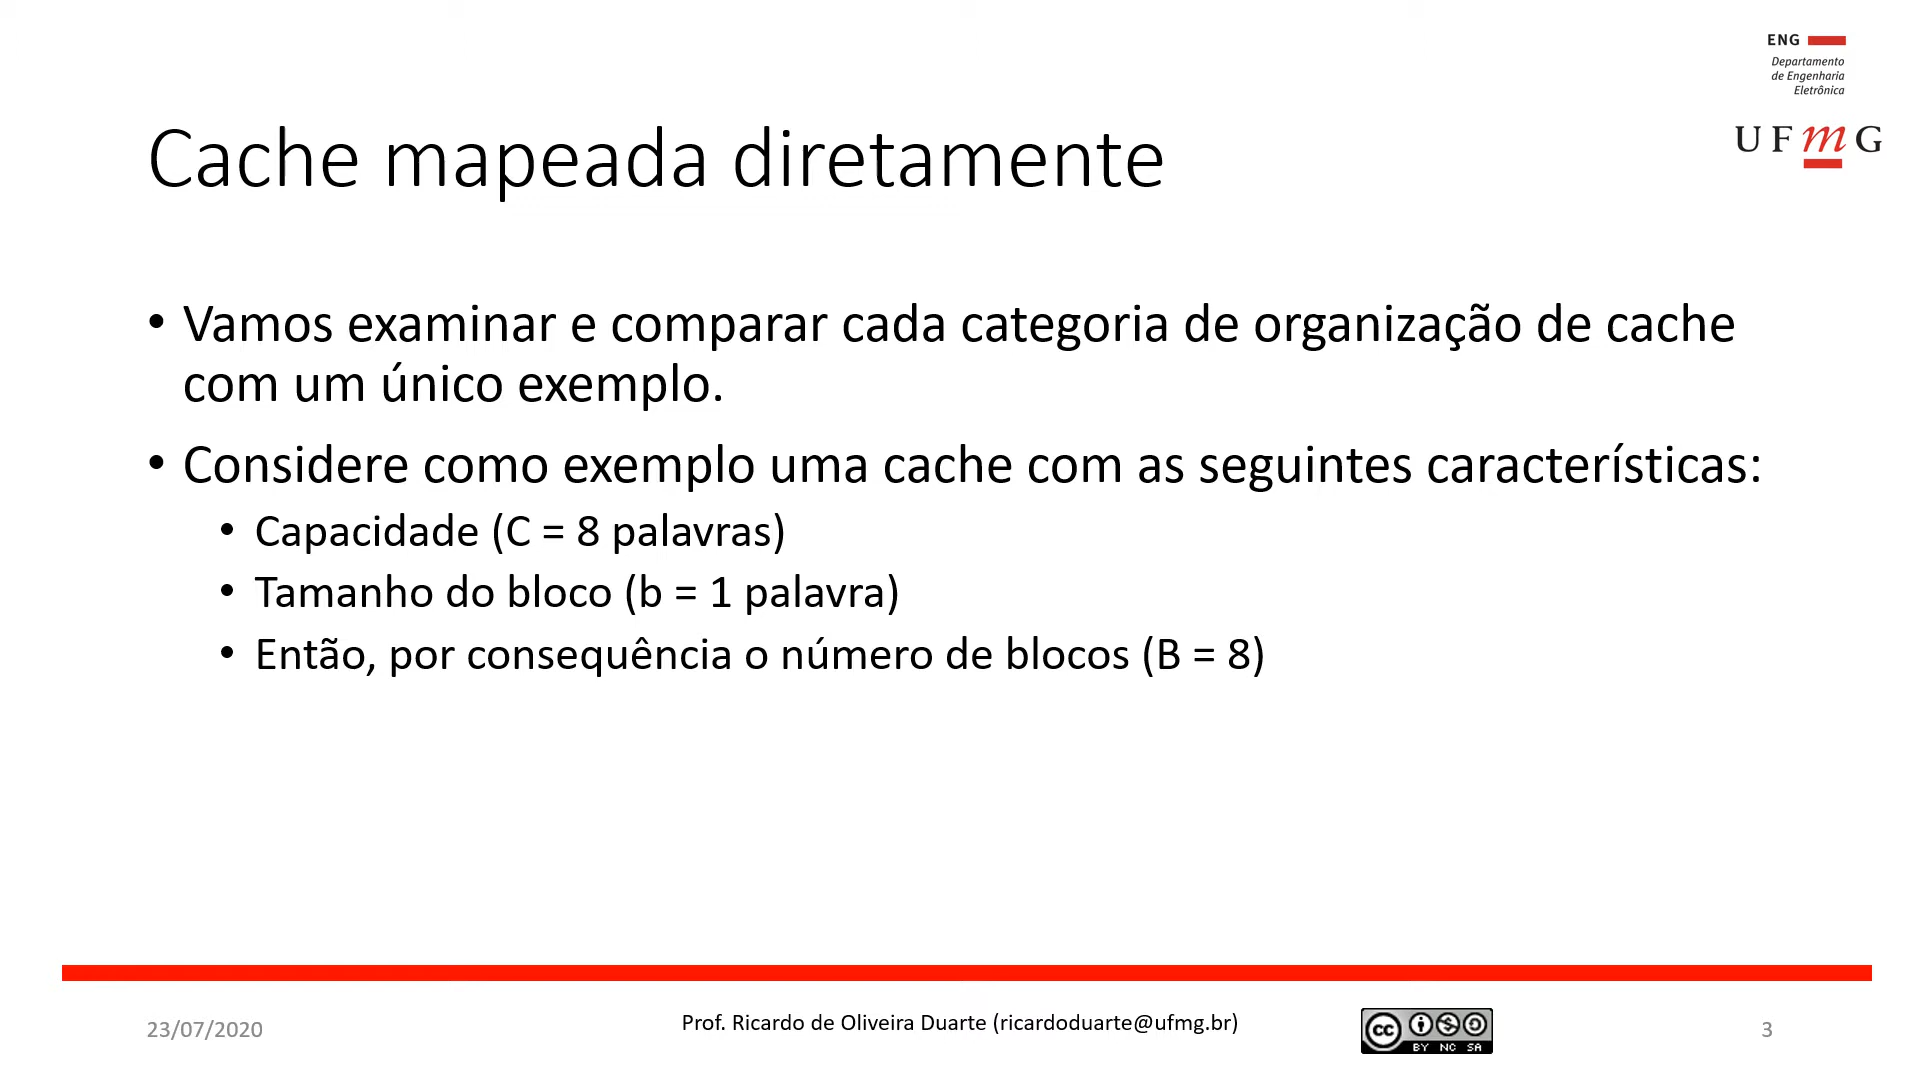 ENG
Departamento
de Engenharia
Eletrônica
UFmG
Cache mapeada diretamente
• Vamos examinar e comparar cada categoria de organização de cache
com um único exemplo.
• Considere como exemplo uma cache com as seguintes características:
• Capacidade (C = 8 palavras)
• Tamanho do bloco (b = 1 palavra)
• Então, por consequência o número de blocos (B = 8)
23/07/2020
Prof. Ricardo de Oliveira Duarte (ricardoduarte@ufmg.br)
cc
BY NC SA
3